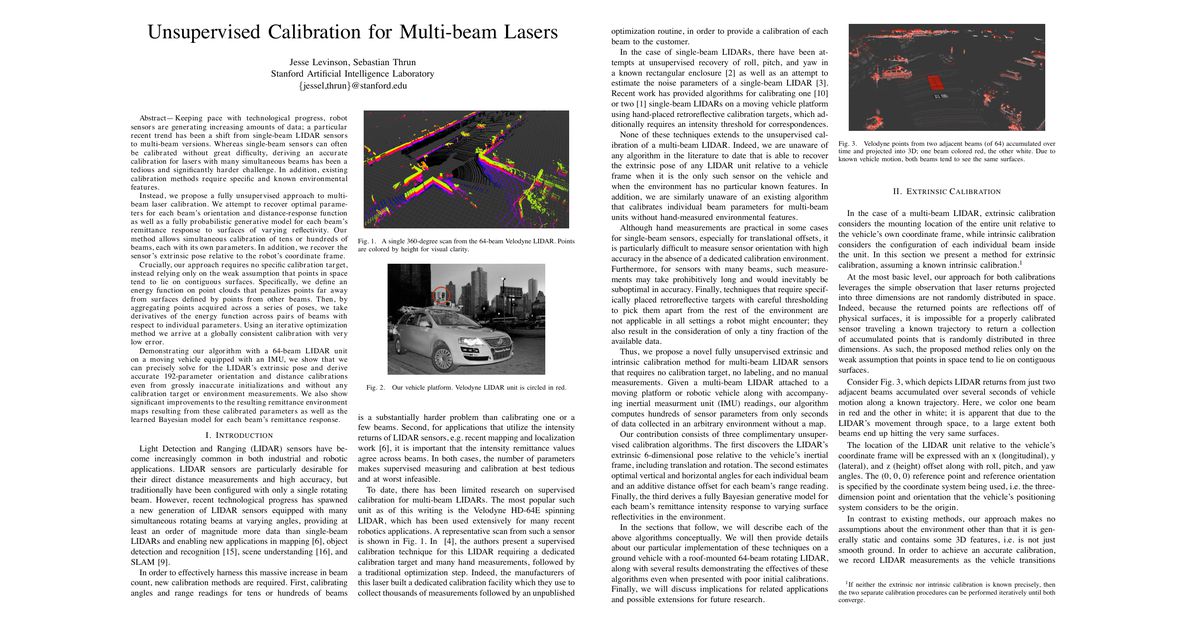 Unsupervised Calibration for Multi-beam Lasers
Jesse Levinson, Sebastian Thrun
Stanford Artificial Intelligence Laboratory
{jessel,thrun}@stanford.edu
Abstract— Keeping pace with technological progress, robot
sensors are generating increasing amounts of data; a particular
recent trend has been a shift from single-beam LIDAR sensors
to multi-beam versions. Whereas single-beam sensors can often
be calibrated without great difficulty, deriving an accurate
calibration for lasers with many simultaneous beams has been a
tedious and significantly harder challenge. In addition, existing
calibration methods require specific and known environmental
features.
Instead, we propose a fully unsupervised approach to multi-
beam laser calibration. We attempt to recover optimal parame-
ters for each beam's orientation and distance-response function
as well as a fully probabilistic generative model for each beam's
remittance response to surfaces of varying reflectivity. Our
method allows simultaneous calibration of tens or hundreds of
beams, each with its own parameters. In addition, we recover the
sensor's extrinsic pose relative to the robot's coordinate frame.
Crucially, our approach requires no specific calibration target,
instead relying only on the weak assumption that points in space
tend to lie on contiguous surfaces. Specifically, we define an
energy function on point clouds that penalizes points far away
from surfaces defined by points from other beams. Then, by
aggregating points acquired across a series of poses, we take
derivatives of the energy function across pairs of beams with
respect to individual parameters. Using an iterative optimization
method we arrive at a globally consistent calibration with very
low error.
Demonstrating our algorithm with a 64-beam LIDAR unit
on a moving vehicle equipped with an IMU, we show that we
can precisely solve for the LIDAR's extrinsic pose and derive
accurate 192-parameter orientation and distance calibrations
even from grossly inaccurate initializations and without any
calibration target or environment measurements. We also show
significant improvements to the resulting remittance environment
maps resulting from these calibrated parameters as well as the
learned Bayesian model for each beam's remittance response.
I. INTRODUCTION
Light Detection and Ranging (LIDAR) sensors have be-
come increasingly common in both industrial and robotic
applications. LIDAR sensors are particularly desirable for
their direct distance measurements and high accuracy, but
traditionally have been configured with only a single rotating
beam. However, recent technological progress has spawned
a new generation of LIDAR sensors equipped with many
simultaneous rotating beams at varying angles, providing at
least an order of magnitude more data than single-beam
LIDARs and enabling new applications in mapping [6], object
detection and recognition [15], scene understanding [16], and
SLAM [9].
In order to effectively harness this massive increase in beam
count, new calibration methods are required. First, calibrating
angles and range readings for tens or hundreds of beams
Fig. 1. A single 360-degree scan from the 64-beam Velodyne LIDAR. Points
are colored by height for visual clarity.
Fig. 2. Our vehicle platform. Velodyne LIDAR unit is circled in red.
is a substantially harder problem than calibrating one or a
few beams. Second, for applications that utilize the intensity
returns of LIDAR sensors, e.g. recent mapping and localization
work [6], it is important that the intensity remittance values
agree across beams. In both cases, the number of parameters
makes supervised measuring and calibration at best tedious
and at worst infeasible.
To date, there has been limited research on supervised
calibration for multi-beam LIDARs. The most popular such
unit as of this writing is the Velodyne HD-64E spinning
LIDAR, which has been used extensively for many recent
robotics applications. A representative scan from such a sensor
is shown in Fig. 1. In [4], the authors present a supervised
calibration technique for this LIDAR requiring a dedicated
calibration target and many hand measurements, followed by
a traditional optimization step. Indeed, the manufacturers of
this laser built a dedicated calibration facility which they use to
collect thousands of measurements followed by an unpublished
optimization routine, in order to provide a calibration of each
beam to the customer.
In the case of single-beam LIDARs, there have been at-
tempts at unsupervised recovery of roll, pitch, and yaw in
a known rectangular enclosure [2] as well as an attempt to
estimate the noise parameters of a single-beam LIDAR [3].
Recent work has provided algorithms for calibrating one [10]
or two [1] single-beam LIDARs on a moving vehicle platform
using hand-placed retroreflective calibration targets, which ad-
ditionally requires an intensity threshold for correspondences.
None of these techniques extends to the unsupervised cal-
ibration of a multi-beam LIDAR. Indeed, we are unaware of
any algorithm in the literature to date that is able to recover
the extrinsic pose of any LIDAR unit relative to a vehicle
frame when it is the only such sensor on the vehicle and
when the environment has no particular known features. In
addition, we are similarly unaware of an existing algorithm
that calibrates individual beam parameters for multi-beam
units without hand-measured environmental features.
Although hand measurements are practical in some cases
for single-beam sensors, especially for translational offsets, it
is particularly difficult to measure sensor orientation with high
accuracy in the absence of a dedicated calibration environment.
Furthermore, for sensors with many beams, such measure-
ments may take prohibitively long and would inevitably be
suboptimal in accuracy. Finally, techniques that require specif-
ically placed retroreflective targets with careful thresholding
to pick them apart from the rest of the environment are
not applicable in all settings a robot might encounter; they
also result in the consideration of only a tiny fraction of the
available data.
Thus, we propose a novel fully unsupervised extrinsic and
intrinsic calibration method for multi-beam LIDAR sensors
that requires no calibration target, no labeling, and no manual
measurements. Given a multi-beam LIDAR attached to a
moving platform or robotic vehicle along with accompany-
ing inertial measurment unit (IMU) readings, our algorithm
computes hundreds of sensor parameters from only seconds
of data collected in an arbitrary environment without a map.
Our contribution consists of three complimentary unsuper-
vised calibration algorithms. The first discovers the LIDAR's
extrinsic 6-dimensional pose relative to the vehicle's inertial
frame, including translation and rotation. The second estimates
optimal vertical and horizontal angles for each individual beam
and an additive distance offset for each beam's range reading.
Finally, the third derives a fully Bayesian generative model for
each beam's remittance intensity response to varying surface
reflectivities in the environment.
In the sections that follow, we will describe each of the
above algorithms conceptually. We will then provide details
about our particular implementation of these techniques on a
ground vehicle with a roof-mounted 64-beam rotating LIDAR,
along with several results demonstrating the effectives of these
algorithms even when presented with poor initial calibrations.
Finally, we will discuss implications for related applications
and possible extensions for future research.
Fig. 3. Velodyne points from two adjacent beams (of 64) accumulated over
time and projected into 3D; one beam colored red, the other white. Due to
known vehicle motion, both beams tend to see the same surfaces.
II. EXTRINSIC CALIBRATION
In the case of a multi-beam LIDAR, extrinsic calibration
considers the mounting location of the entire unit relative to
the vehicle's own coordinate frame, while intrinsic calibration
considers the configuration of each individual beam inside
the unit. In this section we present a method for extrinsic
calibration, assuming a known intrinsic calibration.¹
At the most basic level, our approach for both calibrations
leverages the simple observation that laser returns projected
into three dimensions are not randomly distributed in space.
Indeed, because the returned points are reflections off of
physical surfaces, it is impossible for a properly calibrated
sensor traveling a known trajectory to return a collection
of accumulated points that is randomly distributed in three
dimensions. As such, the proposed method relies only on the
weak assumption that points in space tend to lie on contiguous
surfaces.
Consider Fig. 3, which depicts LIDAR returns from just two
adjacent beams accumulated over several seconds of vehicle
motion along a known trajectory. Here, we color one beam
in red and the other in white; it is apparent that due to the
LIDAR's movement through space, to a large extent both
beams end up hitting the very same surfaces.
The location of the LIDAR unit relative to the vehicle's
coordinate frame will be expressed with an x (longitudinal), y
(lateral), and z (height) offset along with roll, pitch, and yaw
angles. The (0, 0, 0) reference point and reference orientation
is specified by the coordinate system being used, i.e. the three-
dimension point and orientation that the vehicle's positioning
system considers to be the origin.
In contrast to existing methods, our approach makes no
assumptions about the environment other than that it is gen-
erally static and contains some 3D features, i.e. is not just
smooth ground. In order to achieve an accurate calibration,
we record LIDAR measurements as the vehicle transitions
¹If neither the extrinsic nor intrinsic calibration is known precisely, then
the two separate calibration procedures can be performed iteratively until both
converge.